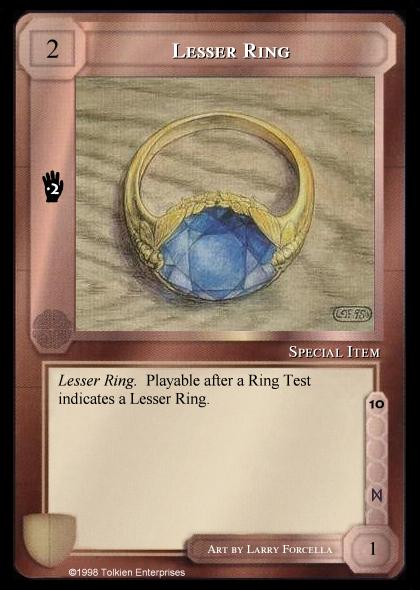 2
LESSER RING
·2
SPECIAL ITEM
Lesser Ring. Playable after a Ring Test
indicates a Lesser Ring.
10
ART BY LARRY FORCELLA
1
©1998 Tolkien Enterprises